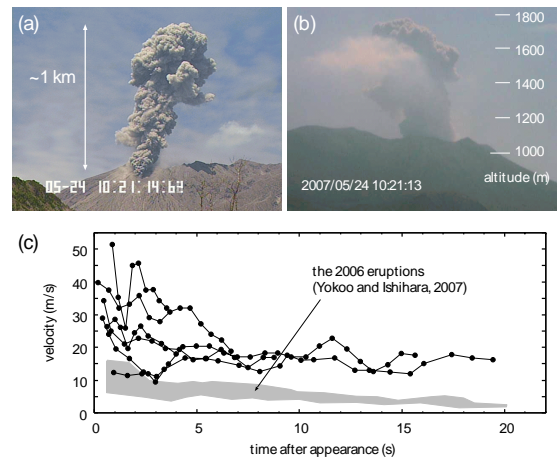 (a)
~1 km
05-24 10:21:14.6
(b)
1800
1600
1400
1200
1000
altitude (m)
2007/05/24 10:21:13
(c)
the 2006 eruptions
(Yokoo and Ishihara, 2007)
velocity (m/s)
50
40
30
20
10
0
0
5
10
15
20
time after appearance (s)